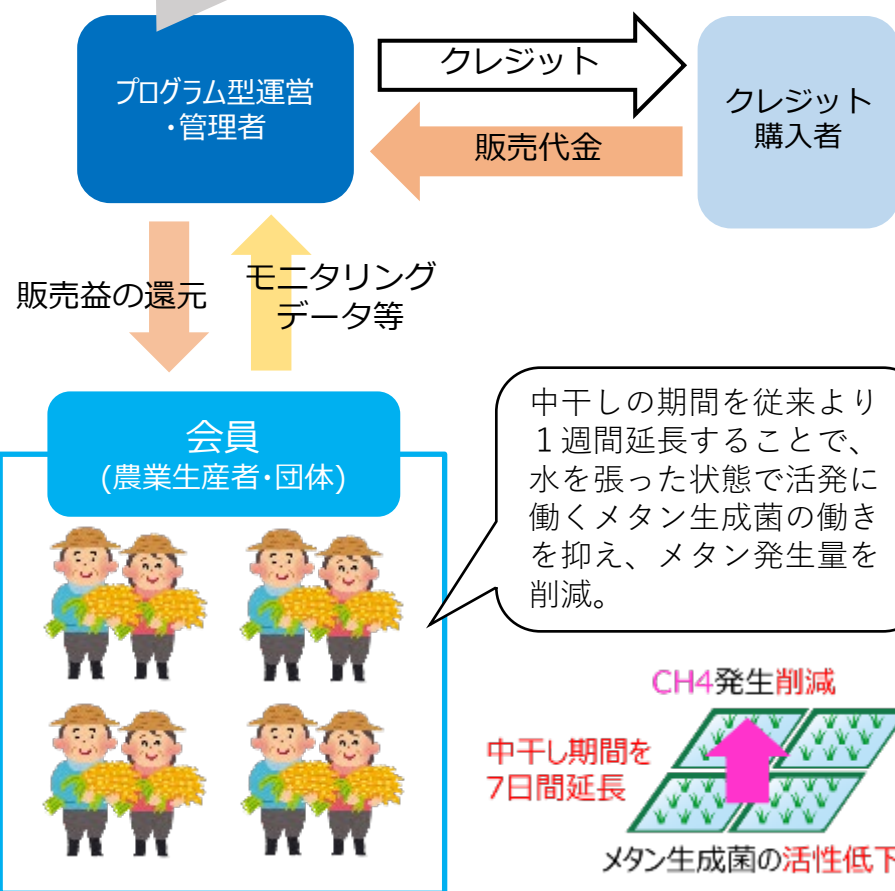 プログラム型運営
・管理者
クレジット
販売代金
クレジット
購入者
販売益の還元
モニタリング
データ等
会員
(農業生産者・団体)
中干しの期間を従来より
１週間延長することで、
水を張った状態で活発に
働くメタン生成菌の働き
を抑え、メタン発生量を
削減。
CH4発生削減
中干し期間を
7日間延長
メタン生成菌の活性低下